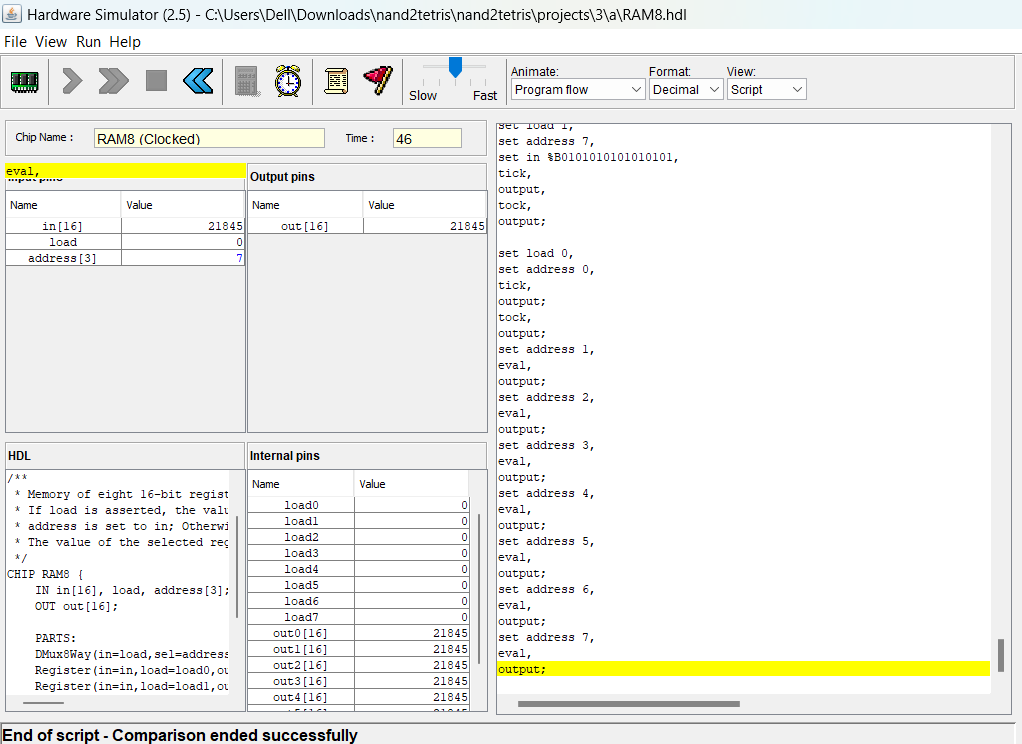 Hardware Simulator (2.5) - C:\Users\Dell\Downloads\nand2tetris\nand2tetris\projects\3\a\RAM8.hdl
File View Run Help
Slow Fast
Animate: Format: View:
Program flow Decimal Script
Chip Name : RAM8 (Clocked) Time : 46
eval,
Input pins
Name Value
in[16] 21845
load 0
address[3] 7
Output pins
Name Value
out[16] 21845
HDL
/**
* Memory of eight 16-bit regist
* If load is asserted, the valu
* address is set to in; Otherwi
* The value of the selected reg
*/
CHIP RAM8 {
IN in[16], load, address[3];
OUT out[16];
PARTS:
DMux8Way(in=load,sel=address
Register(in=in,load=load0,ou
Register(in=in,load=load1,ou
Internal pins
Name Value
load0 0
load1 0
load2 0
load3 0
load4 0
load5 0
load6 0
load7 0
out0[16] 21845
out1[16] 21845
out2[16] 21845
out3[16] 21845
out4[16] 21845
set load 1,
set address 7,
set in %B0101010101010101,
tick,
output,
tock,
output;
set load 0,
set address 0,
tick,
output;
tock,
output;
set address 1,
eval,
output;
set address 2,
eval,
output;
set address 3,
eval,
output;
set address 4,
eval,
output;
set address 5,
eval,
output;
set address 6,
eval,
output;
set address 7,
eval,
output;
End of script - Comparison ended successfully